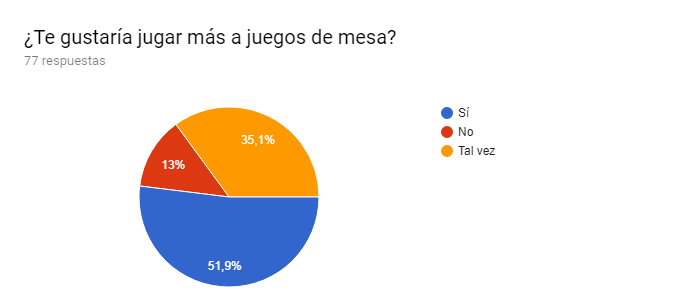 ¿Te gustaría jugar más a juegos de mesa?
77 respuestas
Sí
No
Tal vez
35,1%
13%
51,9%